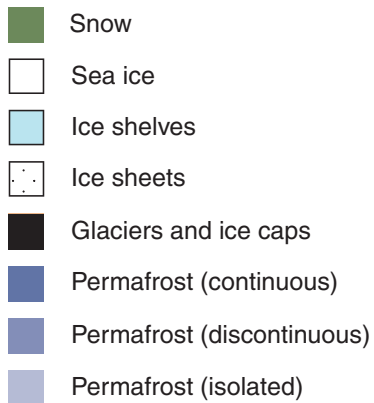 Snow
Sea ice
Ice shelves
Ice sheets
Glaciers and ice caps
Permafrost (continuous)
Permafrost (discontinuous)
Permafrost (isolated)